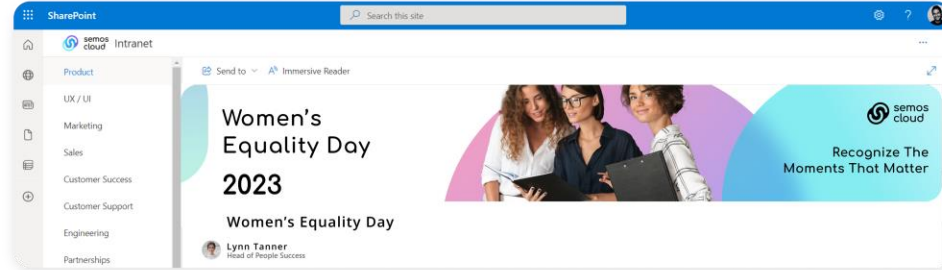 SharePoint
Search this site
?
semos
cloud
Intranet
...
Product
UX / UI
Marketing
Sales
Customer Success
Customer Support
Engineering
Partnerships
Send to
Immersive Reader
Women's
Equality Day
2023
Women's Equality Day
Lynn Tanner
Head of People Success
semos
cloud
Recognize The
Moments That Matter